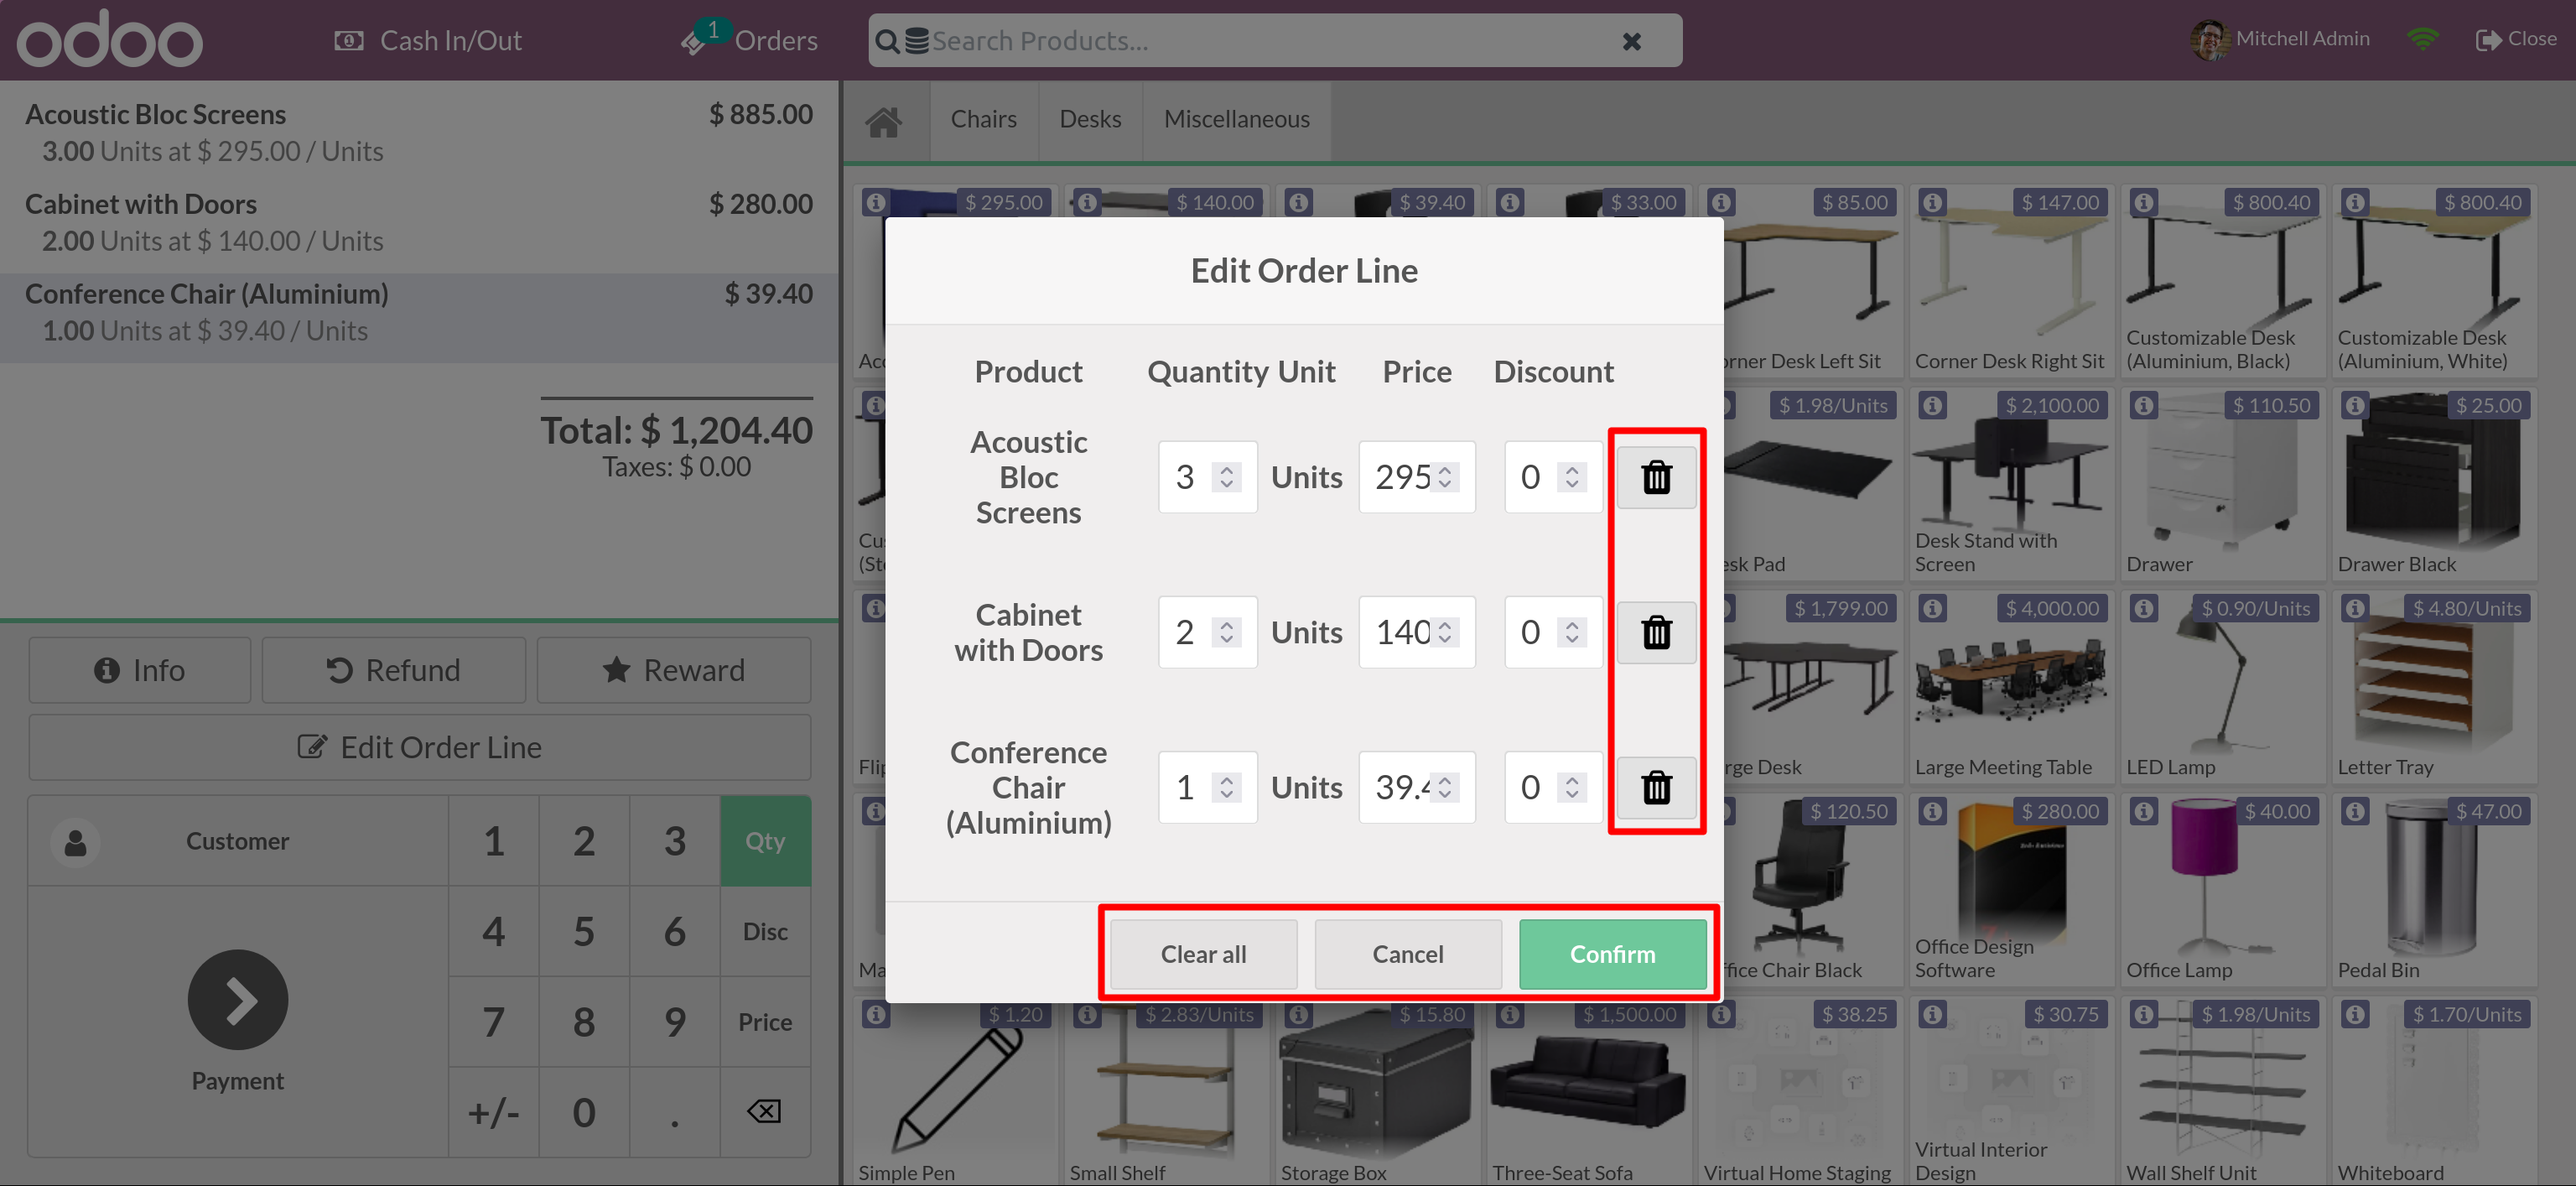 odoo
Cash In/Out
1
Orders
Search Products...
Mitchell Admin
Close
Acoustic Bloc Screens
$ 885.00
3.00 Units at $ 295.00 / Units
Cabinet with Doors
$ 280.00
2.00 Units at $ 140.00 / Units
Conference Chair (Aluminium)
$ 39.40
1.00 Units at $ 39.40 / Units
Total: $ 1,204.40
Taxes: $ 0.00
Info
Refund
Reward
Edit Order Line
Customer
1 2 3 Qty
4 5 6 Disc
7 8 9 Price
+/- 0 .
Payment
Chairs
Desks
Miscellaneous
$ 295.00
$ 140.00
$ 39.40
$ 33.00
$ 85.00
$ 147.00
$ 800.40
$ 800.40
Corner Desk Right Sit
Customizable Desk
(Aluminium, Black)
Customizable Desk
(Aluminium, White)
rner Desk Left Sit
$ 1.98/Units
$ 2,100.00
$ 110.50
$ 25.00
sk Pad
Desk Stand with
Screen
Drawer
Drawer Black
$ 1,799.00
$ 4,000.00
$ 0.90/Units
$ 4.80/Units
rge Desk
Large Meeting Table
LED Lamp
Letter Tray
$ 120.50
$ 280.00
$ 40.00
$ 47.00
ffice Chair Black
Office Design
Software
Office Lamp
Pedal Bin
$ 1.20
$ 2.83/Units
$ 15.80
$ 1,500.00
$ 38.25
$ 30.75
$ 1.98/Units
$ 1.70/Units
Simple Pen
Small Shelf
Storage Box
Three-Seat Sofa
Virtual Home Staging
Virtual Interior
Design
Wall Shelf Unit
Whiteboard
Edit Order Line
Product Quantity Unit Price Discount
Acoustic
Bloc
Screens
3 Units 295 0
Cabinet
with Doors
2 Units 140 0
Conference
Chair
(Aluminium)
1 Units 39.4 0
Clear all
Cancel
Confirm